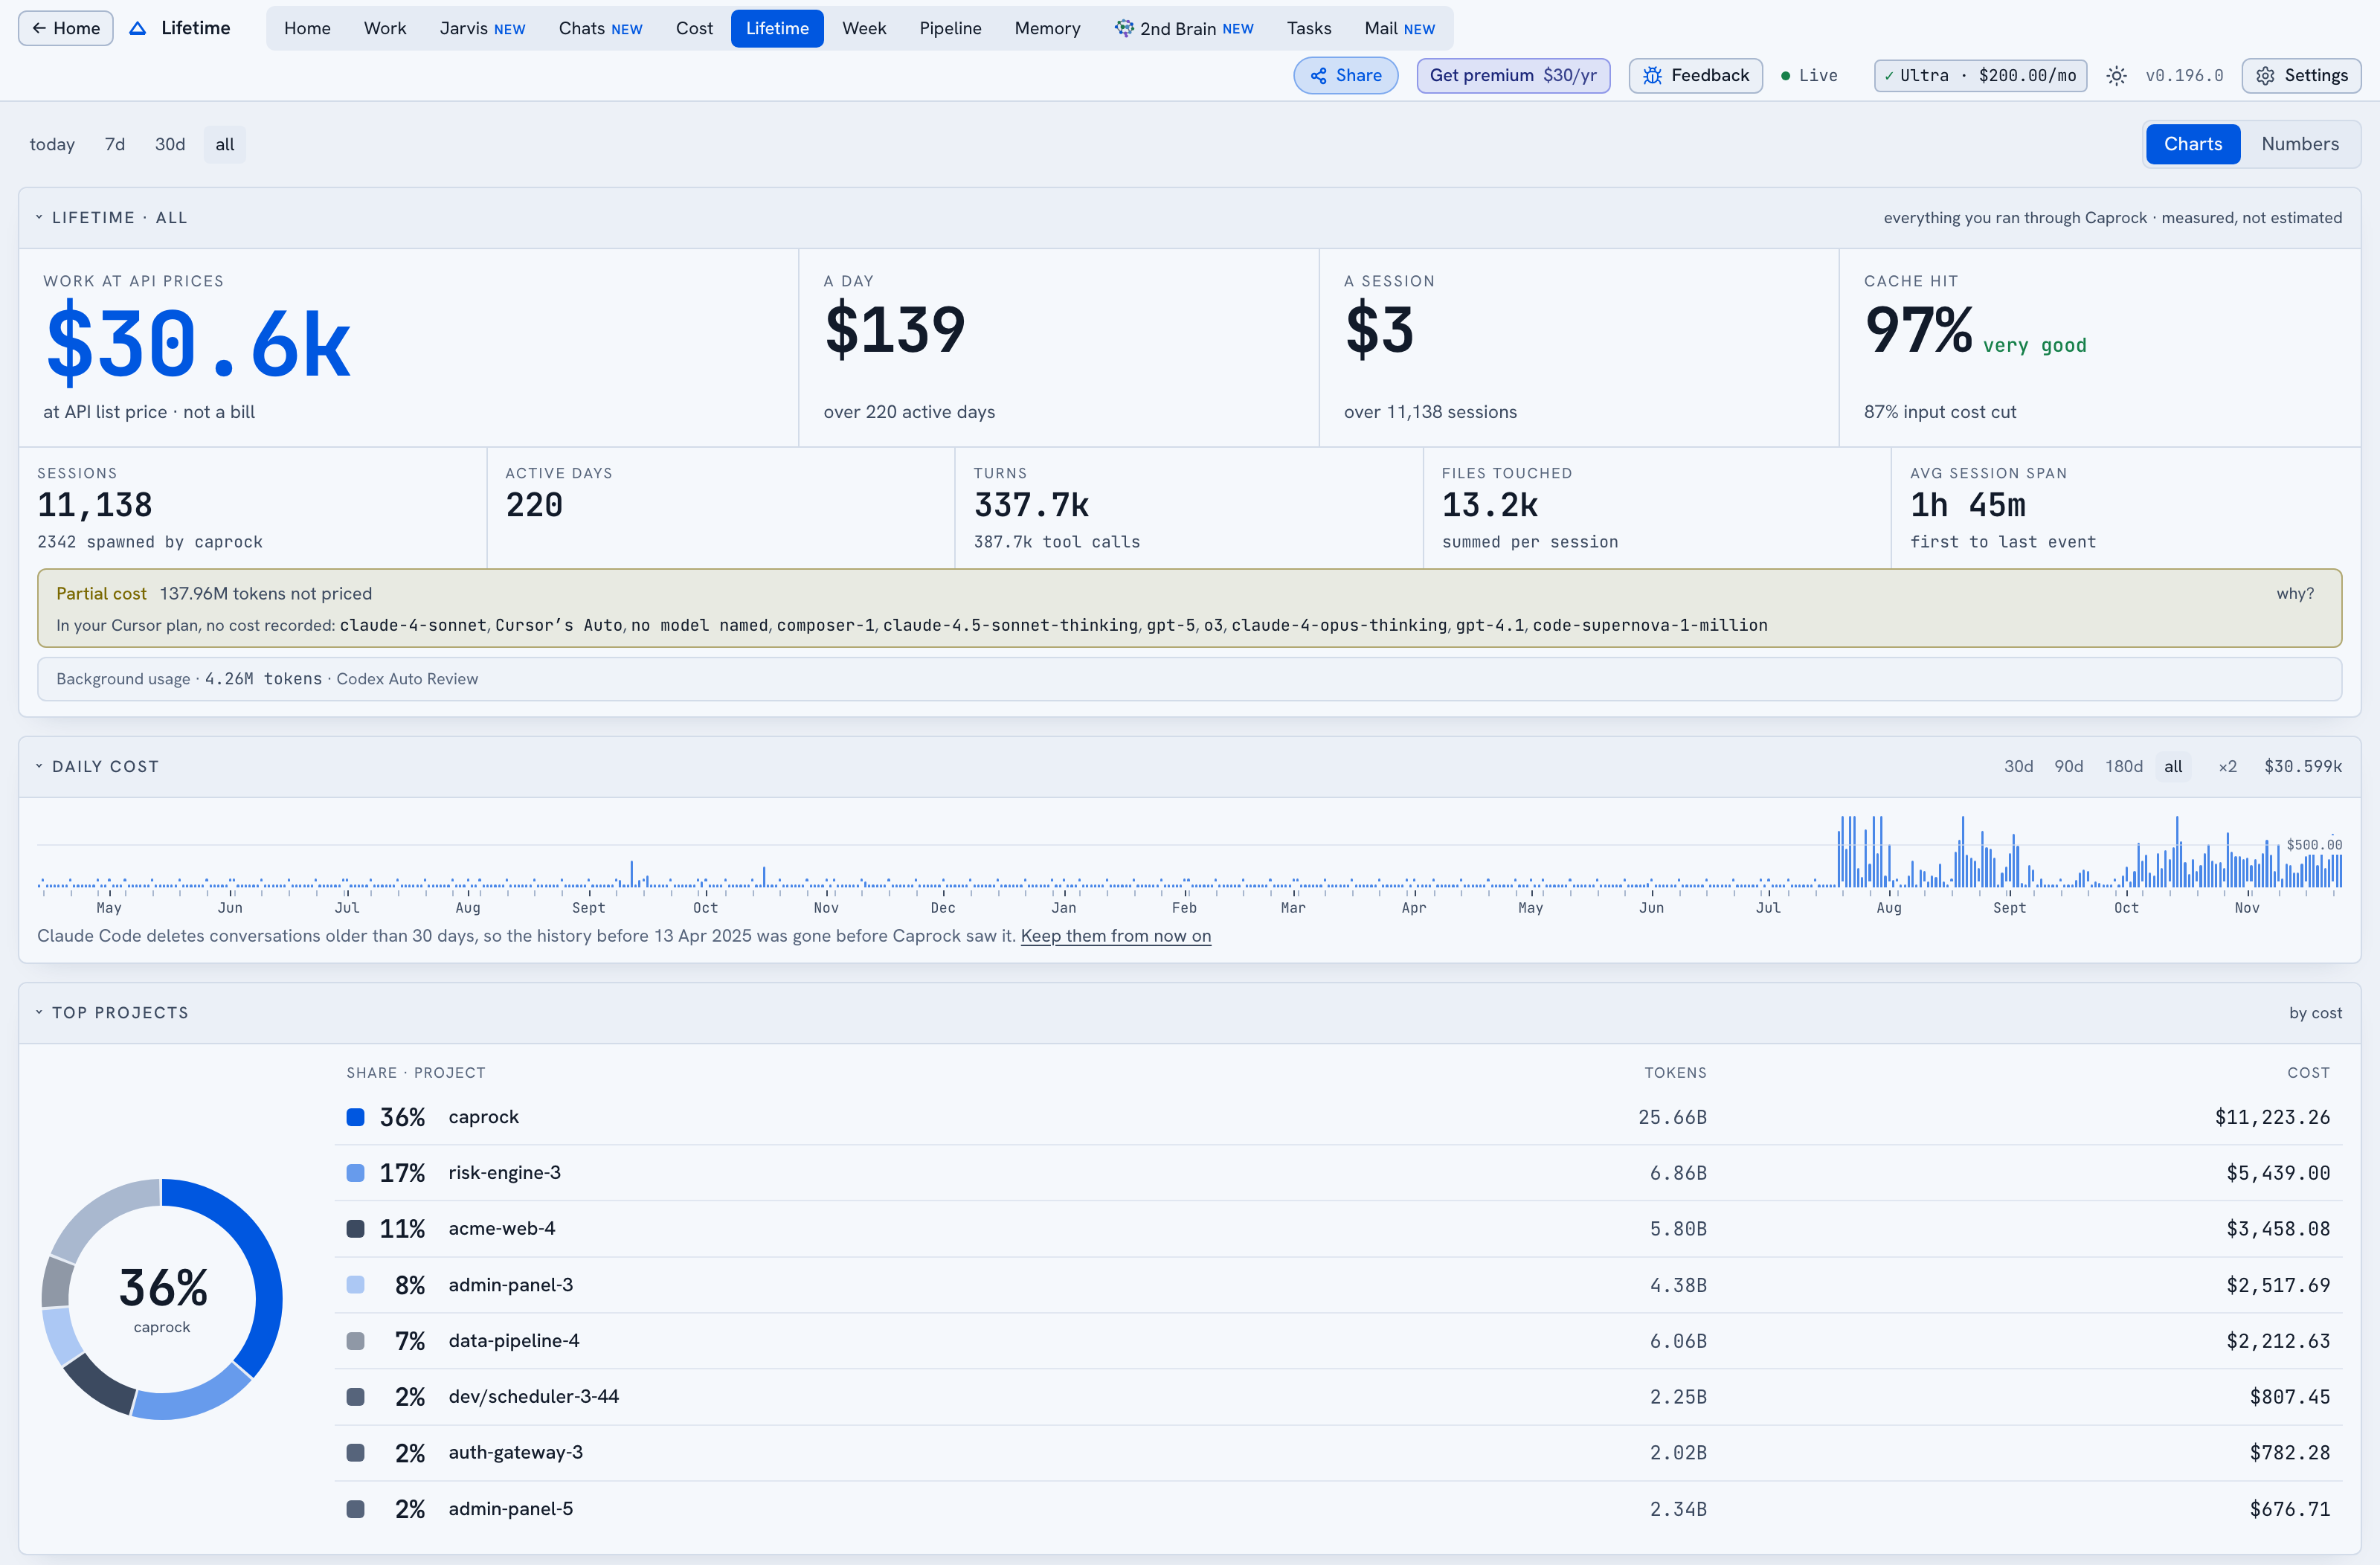 ← Home Lifetime Home Work Jarvis NEW Chats NEW Cost Lifetime Week Pipeline Memory 2nd Brain NEW Tasks Mail NEW
Share Get premium $30/yr Feedback Live ✓ Ultra · $200.00/mo v0.196.0 Settings
today 7d 30d all Charts Numbers
LIFETIME · ALL everything you ran through Caprock · measured, not estimated
WORK AT API PRICES A DAY A SESSION CACHE HIT
$30.6k $139 $3 97% very good
at API list price · not a bill over 220 active days over 11,138 sessions 87% input cost cut
SESSIONS ACTIVE DAYS TURNS FILES TOUCHED AVG SESSION SPAN
11,138 220 337.7k 13.2k 1h 45m
2342 spawned by caprock 387.7k tool calls summed per session first to last event
Partial cost 137.96M tokens not priced why?
In your Cursor plan, no cost recorded: claude-4-sonnet, Cursor’s Auto, no model named, composer-1, claude-4.5-sonnet-thinking, gpt-5, o3, claude-4-opus-thinking, gpt-4.1, code-supernova-1-million
Background usage · 4.26M tokens · Codex Auto Review
DAILY COST 30d 90d 180d all ×2 $30.599k
$500.00
May Jun Jul Aug Sept Oct Nov Dec Jan Feb Mar Apr May Jun Jul Aug Sept Oct Nov
Claude Code deletes conversations older than 30 days, so the history before 13 Apr 2025 was gone before Caprock saw it. Keep them from now on
TOP PROJECTS by cost
SHARE · PROJECT TOKENS COST
36% caprock 25.66B $11,223.26
17% risk-engine-3 6.86B $5,439.00
11% acme-web-4 5.80B $3,458.08
8% admin-panel-3 4.38B $2,517.69
7% data-pipeline-4 6.06B $2,212.63
2% dev/scheduler-3-44 2.25B $807.45
2% auth-gateway-3 2.02B $782.28
2% admin-panel-5 2.34B $676.71
36%
caprock